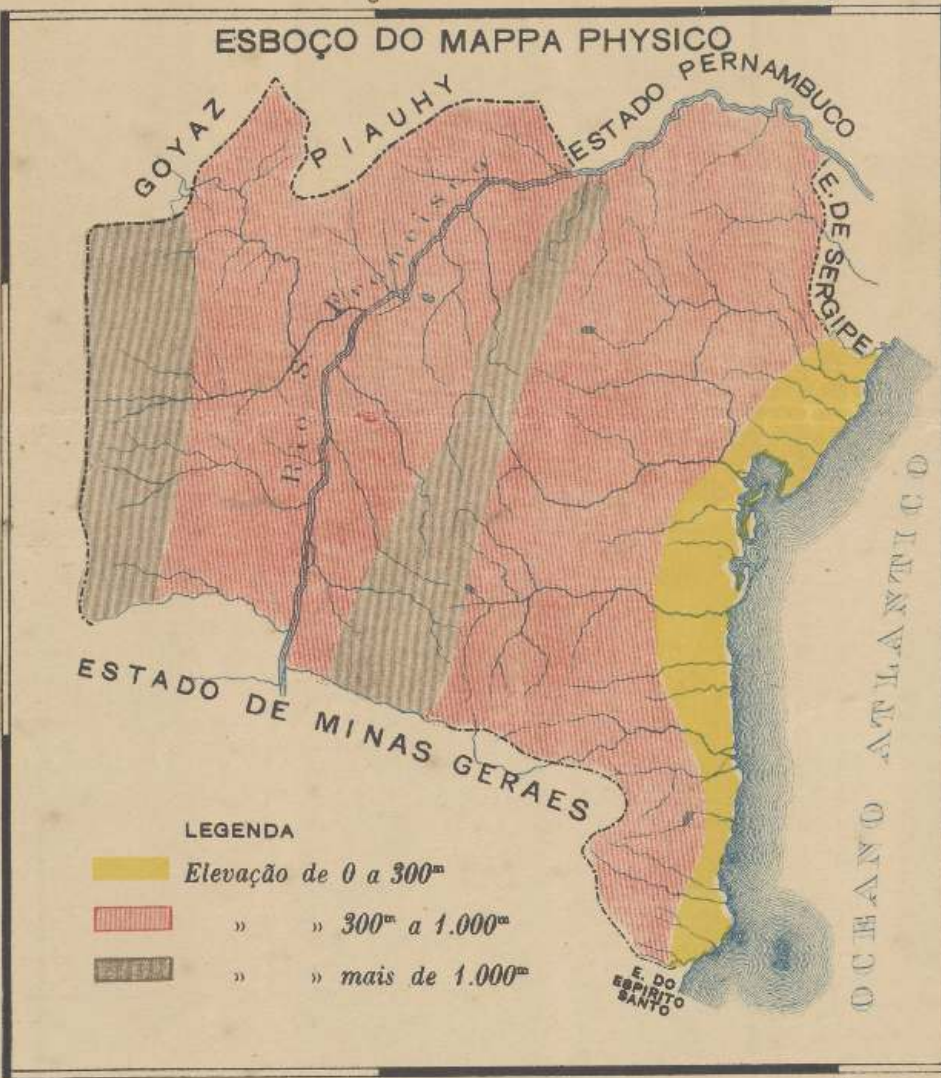 ESBOÇO DO MAPPA PHYSICO
GOYAZ
PIAUHY
ESTADO PERNAMBUCO
E. DE SERGIPE
Rio S. Francisco
OCEANO ATLANTICO
ESTADO DE MINAS GERAES
E. DO
ESPIRITO
SANTO
LEGENDA
Elevação de 0 a 300m
» » 300m a 1.000m
» » mais de 1.000m